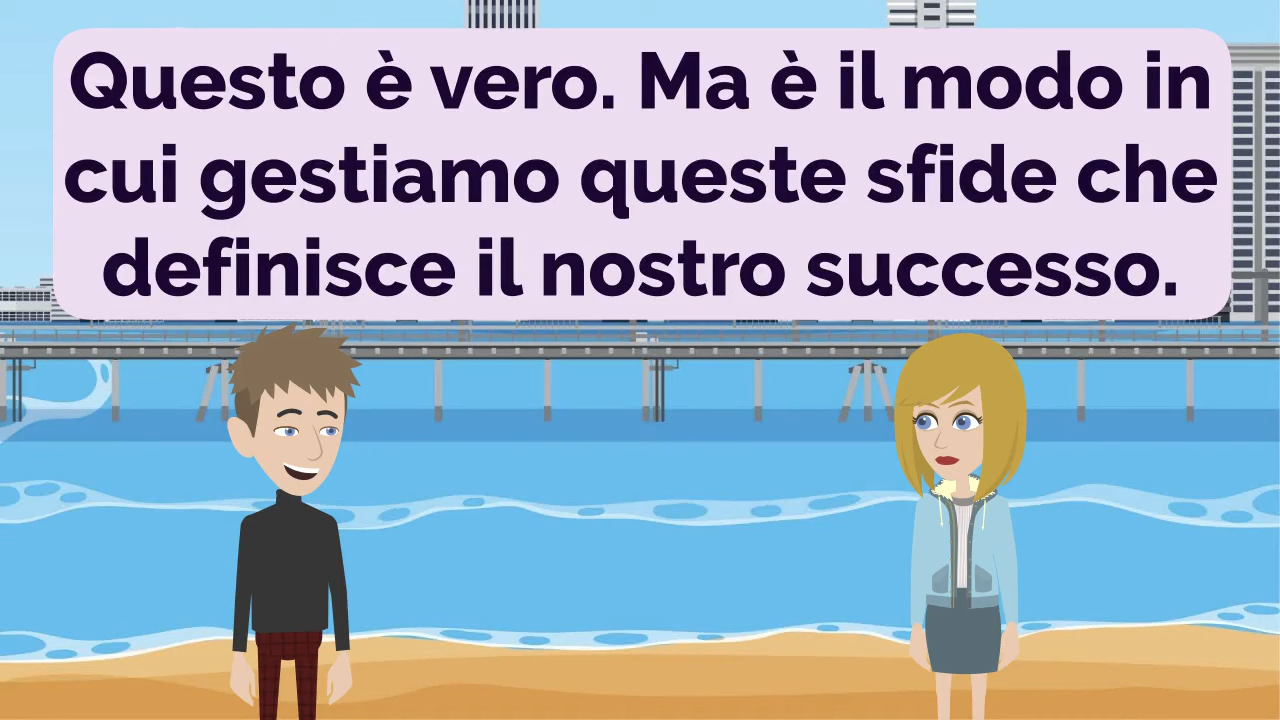 Questo è vero. Ma è il modo in
cui gestiamo queste sfide che
definisce il nostro successo.